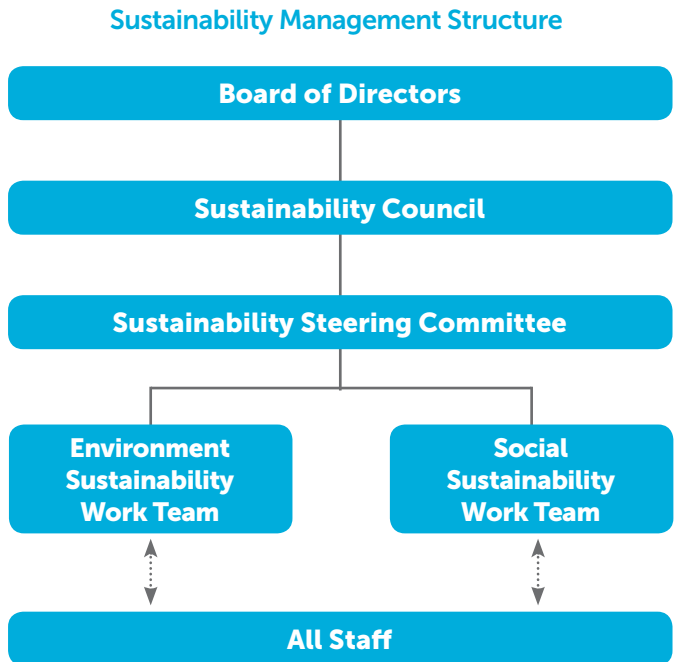 Sustainability Management Structure
Board of Directors
Sustainability Council
Sustainability Steering Committee
Environment
Sustainability
Work Team
Social
Sustainability
Work Team
All Staff